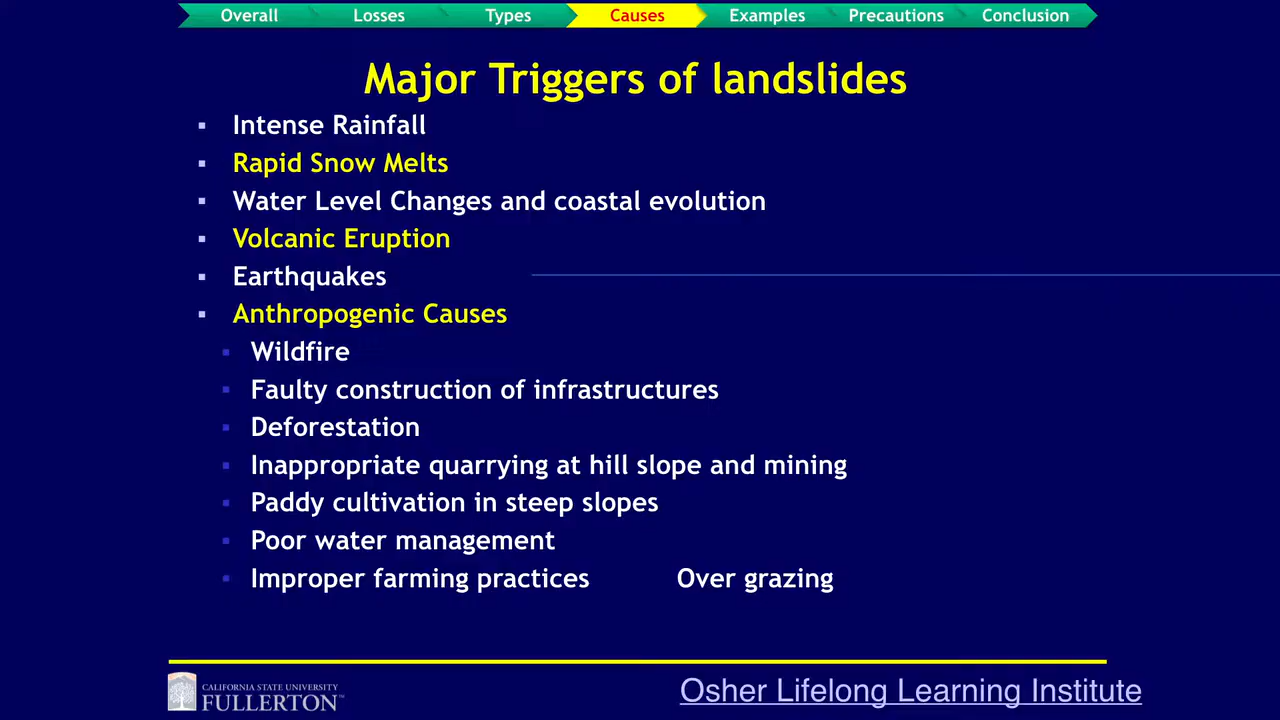 Overall Losses Types Causes Examples Precautions Conclusion
Major Triggers of landslides
▪ Intense Rainfall
▪ Rapid Snow Melts
▪ Water Level Changes and coastal evolution
▪ Volcanic Eruption
▪ Earthquakes
▪ Anthropogenic Causes
▪ Wildfire
▪ Faulty construction of infrastructures
▪ Deforestation
▪ Inappropriate quarrying at hill slope and mining
▪ Paddy cultivation in steep slopes
▪ Poor water management
▪ Improper farming practices Over grazing
CALIFORNIA STATE UNIVERSITY
FULLERTON™
Osher Lifelong Learning Institute